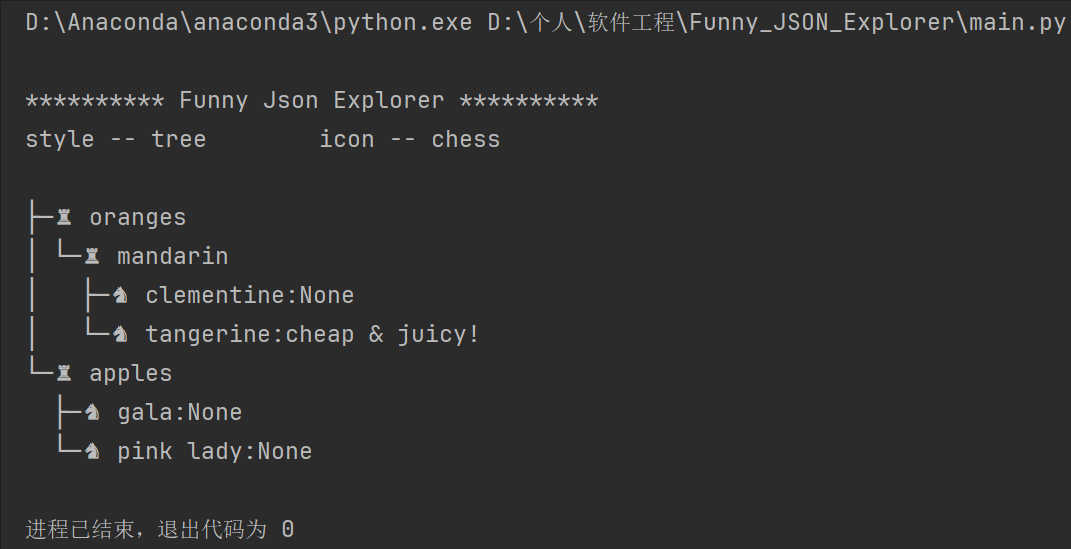 D:\Anaconda\anaconda3\python.exe D:\个人\软件工程\Funny_JSON_Explorer\main.py
********** Funny Json Explorer **********
style -- tree        icon -- chess
├─♜ oranges
│ └─♜ mandarin
│   ├─♞ clementine:None
│   └─♞ tangerine:cheap & juicy!
└─♜ apples
  ├─♞ gala:None
  └─♞ pink lady:None
进程已结束，退出代码为 0